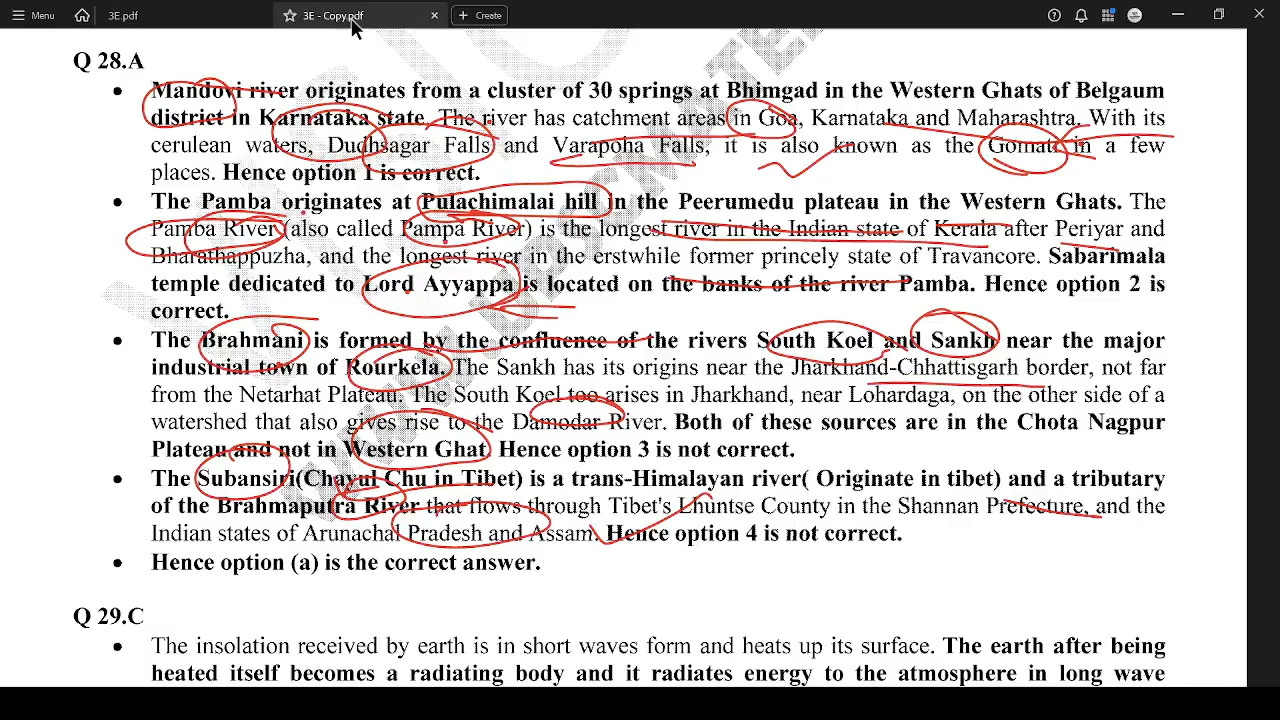 Menu 3E.pdf 3E - Copy.pdf Create
Q 28.A
• Mandovi river originates from a cluster of 30 springs at Bhimgad in the Western Ghats of Belgaum
district in Karnataka state. The river has catchment areas in Goa, Karnataka and Maharashtra. With its
cerulean waters, Dudhsagar Falls and Varapoha Falls, it is also known as the Gomati in a few
places. Hence option 1 is correct.
• The Pamba originates at Pulachimalai hill in the Peerumedu plateau in the Western Ghats. The
Pamba River (also called Pampa River) is the longest river in the Indian state of Kerala after Periyar and
Bharathappuzha, and the longest river in the erstwhile former princely state of Travancore. Sabarimala
temple dedicated to Lord Ayyappa is located on the banks of the river Pamba. Hence option 2 is
correct.
• The Brahmani is formed by the confluence of the rivers South Koel and Sankh near the major
industrial town of Rourkela. The Sankh has its origins near the Jharkhand-Chhattisgarh border, not far
from the Netarhat Plateau. The South Koel too arises in Jharkhand, near Lohardaga, on the other side of a
watershed that also gives rise to the Damodar River. Both of these sources are in the Chota Nagpur
Plateau and not in Western Ghat. Hence option 3 is not correct.
• The Subansiri(Chayul Chu in Tibet) is a trans-Himalayan river( Originate in tibet) and a tributary
of the Brahmaputra River that flows through Tibet's Lhuntse County in the Shannan Prefecture, and the
Indian states of Arunachal Pradesh and Assam. Hence option 4 is not correct.
• Hence option (a) is the correct answer.
Q 29.C
• The insolation received by earth is in short waves form and heats up its surface. The earth after being
heated itself becomes a radiating body and it radiates energy to the atmosphere in long wave